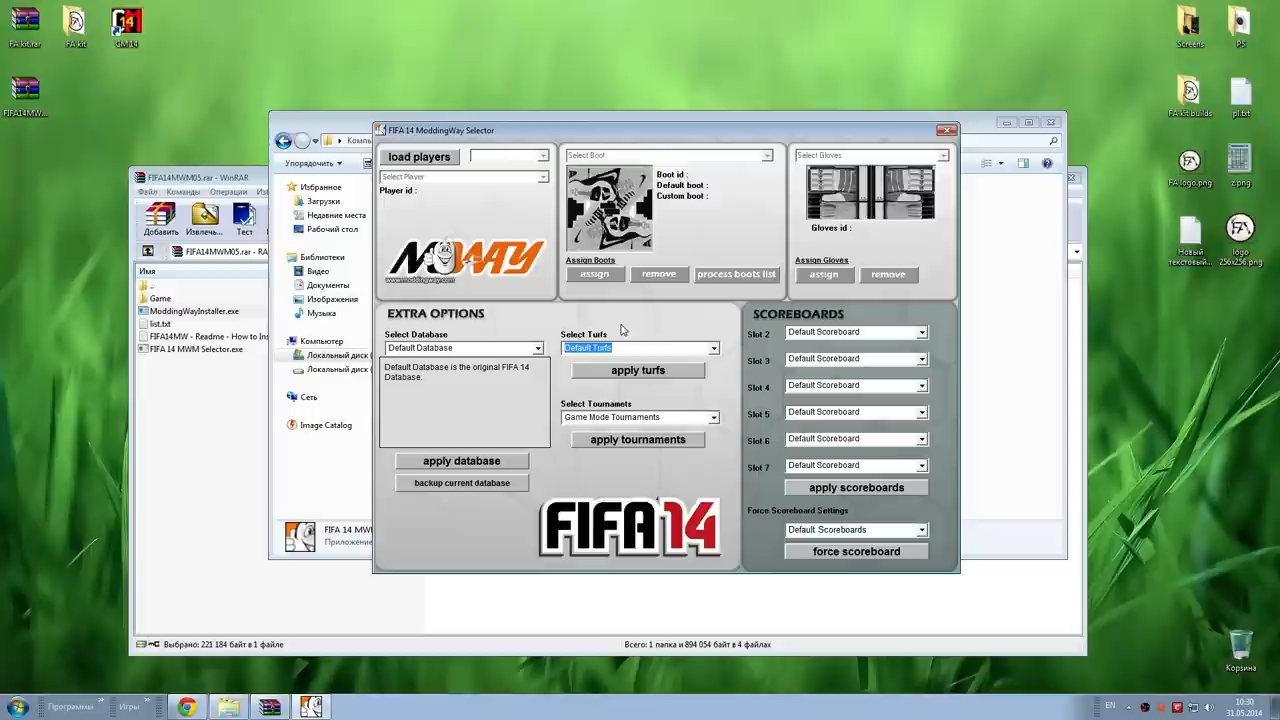 FA.kit.rar
FA kit
GM 14
FIFA14MW...
Screens
PS
FA kit builds
pl.txt
FA logo.png
z.png
Новый текстовый...
logo 256x256.png
Корзина
Упорядочить
Избранное
Загрузки
Недавние места
Рабочий стол
Библиотеки
Видео
Документы
Изображения
Музыка
Компьютер
Локальный диск (
Локальный диск (
Сеть
Image Catalog
FIFA 14 MWM
Приложение
FIFA14MWM05.rar - WinRAR
Файл Команды Операции Из
Добавить Извлечь... Тест
FIFA14MWM05.rar - RA
Имя
..
Game
ModdingWayInstaller.exe
list.txt
FIFA14MW - Readme - How to Ins
FIFA 14 MWM Selector.exe
Выбрано: 221 184 байт в 1 файле
Всего: 1 папка и 894 054 байт в 4 файлах
FIFA 14 ModdingWay Selector
load players
Select Player
Player id :
MWAY
www.moddingway.com
Select Boot
Boot id :
Default boot :
Custom boot :
Assign Boots
assign remove process boots list
Select Gloves
Gloves id :
Assign Gloves
assign remove
EXTRA OPTIONS
Select Database
Default Database
Default Database is the original FIFA 14
Database.
apply database
backup current database
Select Turfs
Default Turfs
apply turfs
Select Tournamets
Game Mode Tournaments
apply tournaments
FIFA14
SCOREBOARDS
Slot 2 Default Scoreboard
Slot 3 Default Scoreboard
Slot 4 Default Scoreboard
Slot 5 Default Scoreboard
Slot 6 Default Scoreboard
Slot 7 Default Scoreboard
apply scoreboards
Force Scoreboard Settings
Default Scoreboards
force scoreboard
Программы » Игры »
EN
10:30
31.05.2014